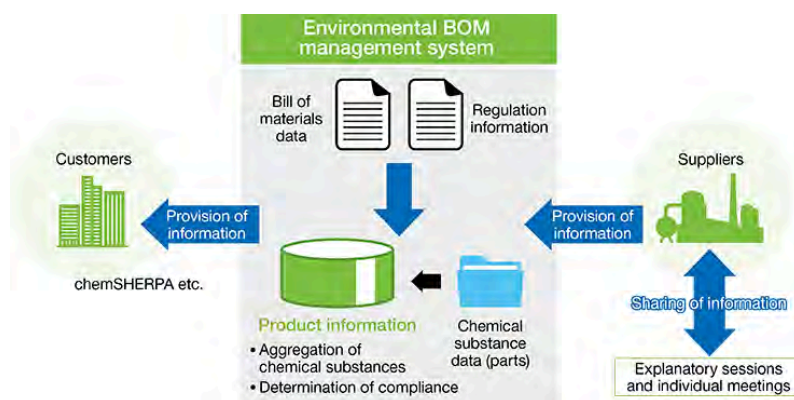 Environmental BOM
management system
Bill of
materials
data
Regulation
information
Customers
Suppliers
Provision of
information
Provision of
information
chemSHERPA etc.
Product information
• Aggregation of
chemical substances
• Determination of compliance
Chemical
substance
data (parts)
Sharing of information
Explanatory sessions
and individual meetings